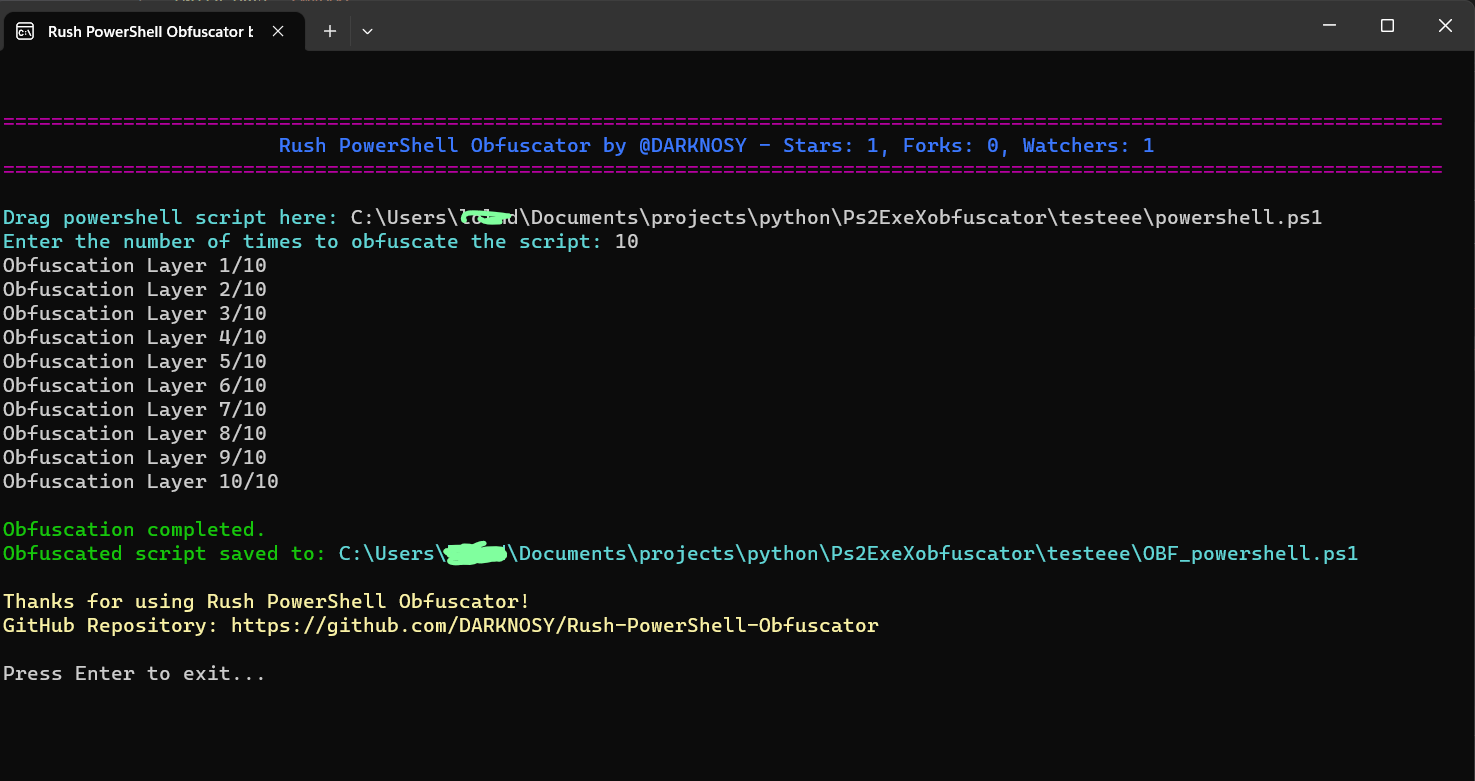 Rush PowerShell Obfuscator b
================================================================================================================================
Rush PowerShell Obfuscator by @DARKNOSY - Stars: 1, Forks: 0, Watchers: 1
================================================================================================================================
Drag powershell script here: C:\Users\ \Documents\projects\python\Ps2ExeXobfuscator\testeee\powershell.ps1
Enter the number of times to obfuscate the script: 10
Obfuscation Layer 1/10
Obfuscation Layer 2/10
Obfuscation Layer 3/10
Obfuscation Layer 4/10
Obfuscation Layer 5/10
Obfuscation Layer 6/10
Obfuscation Layer 7/10
Obfuscation Layer 8/10
Obfuscation Layer 9/10
Obfuscation Layer 10/10
Obfuscation completed.
Obfuscated script saved to: C:\Users\ \Documents\projects\python\Ps2ExeXobfuscator\testeee\OBF_powershell.ps1
Thanks for using Rush PowerShell Obfuscator!
GitHub Repository: https://github.com/DARKNOSY/Rush-PowerShell-Obfuscator
Press Enter to exit...